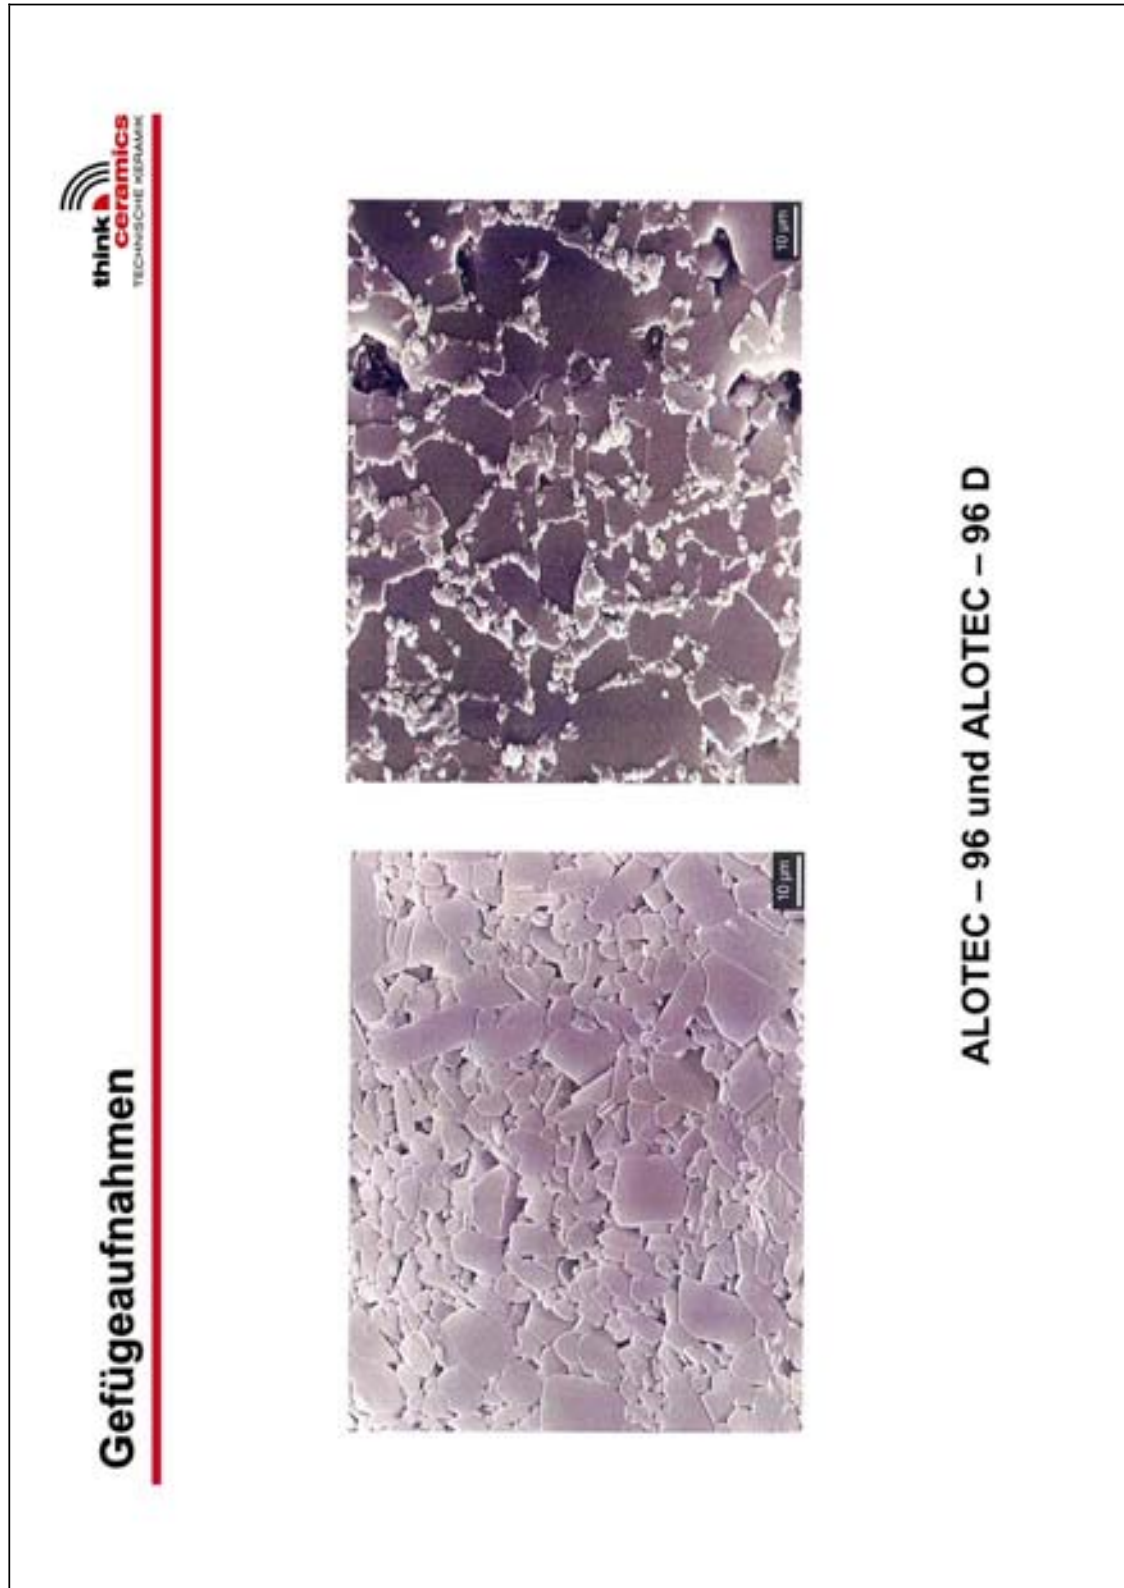 Gefügeaufnahmen
think
ceramics
TECHNISCHE KERAMIK
10 µm
10 µm
ALOTEC – 96 und ALOTEC – 96 D